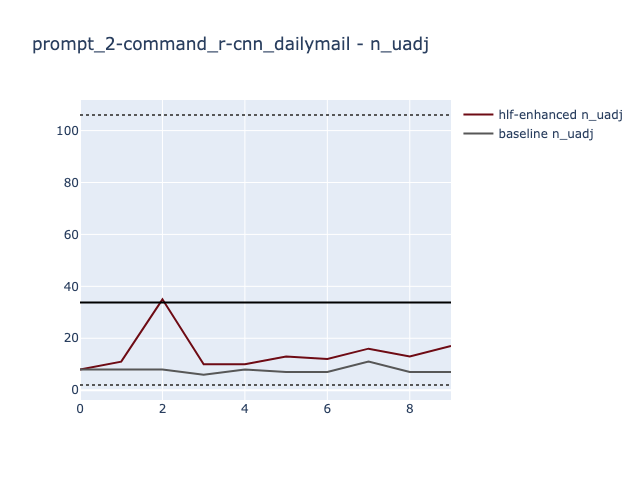 prompt_2-command_r-cnn_dailymail - n_uadj
hlf-enhanced n_uadj
baseline n_uadj
100
80
60
40
20
0
0 2 4 6 8